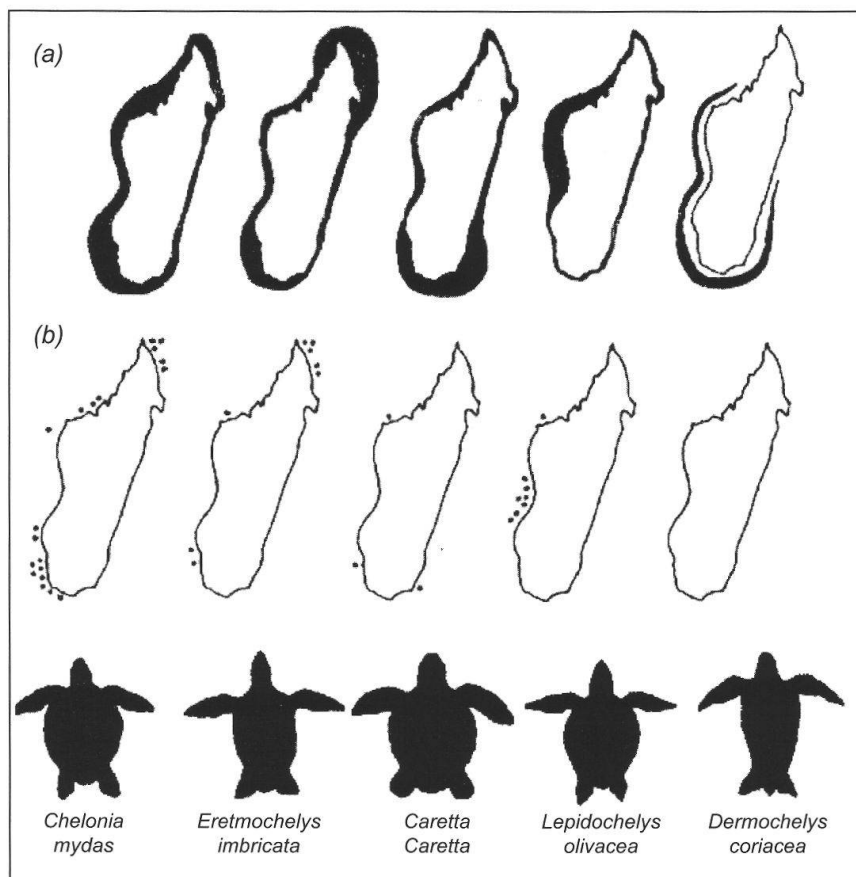 (a)
(b)
Chelonia
mydas
Eretmochelys
imbricata
Caretta
Caretta
Lepidochelys
olivacea
Dermochelys
coriacea